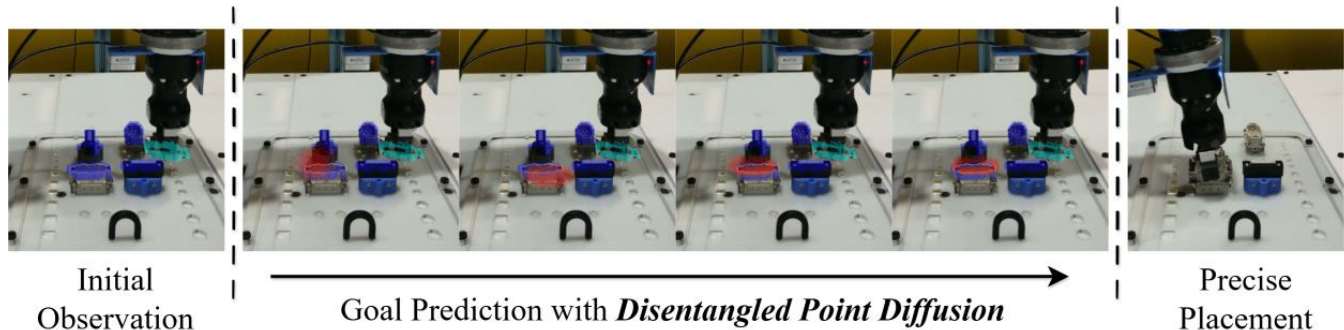 Initial
Observation
Goal Prediction with Disentangled Point Diffusion
Precise
Placement